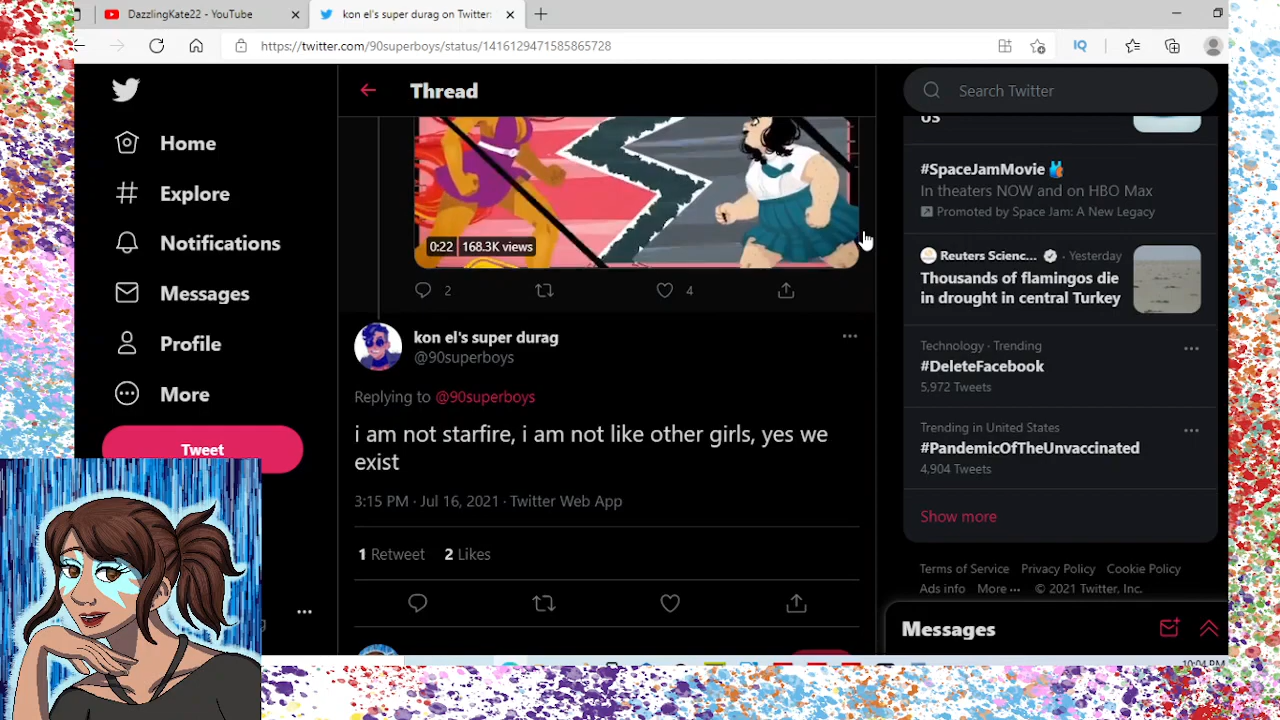 DazzlingKate22 - YouTube
kon el's super durag on Twitter:
https://twitter.com/90superboys/status/1416129471585865728
IQ
Thread
Search Twitter
Home
Explore
Notifications
Messages
Profile
More
Tweet
0:22 168.3K views
2
4
kon el's super durag
@90superboys
Replying to @90superboys
i am not starfire, i am not like other girls, yes we
exist
3:15 PM · Jul 16, 2021 · Twitter Web App
1 Retweet 2 Likes
US
#SpaceJamMovie
In theaters NOW and on HBO Max
Promoted by Space Jam: A New Legacy
Reuters Scienc... · Yesterday
Thousands of flamingos die
in drought in central Turkey
Technology · Trending
#DeleteFacebook
5,972 Tweets
Trending in United States
#PandemicOfTheUnvaccinated
4,904 Tweets
Show more
Terms of Service Privacy Policy Cookie Policy
Ads info More ··· © 2021 Twitter, Inc.
Messages
10:04 PM